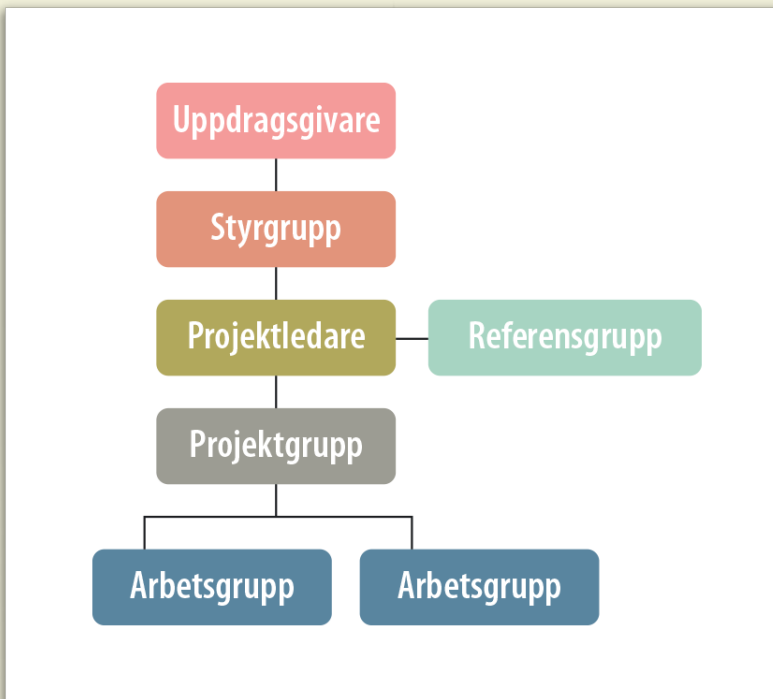 Uppdragsgivare
Styrgrupp
Projektledare
Referensgrupp
Projektgrupp
Arbetsgrupp
Arbetsgrupp